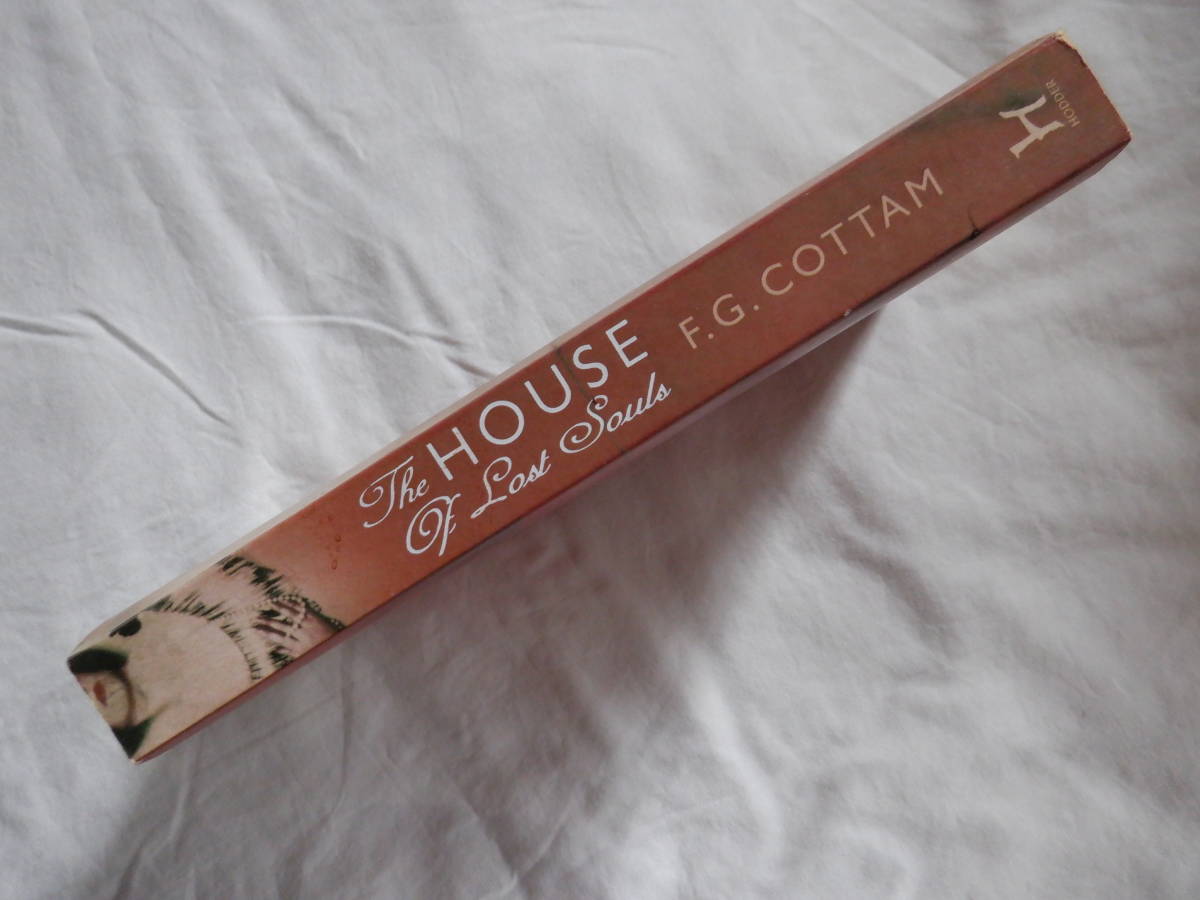 The HOUSE
Of Lost Souls
F.G. COTTAM
H
HODDER